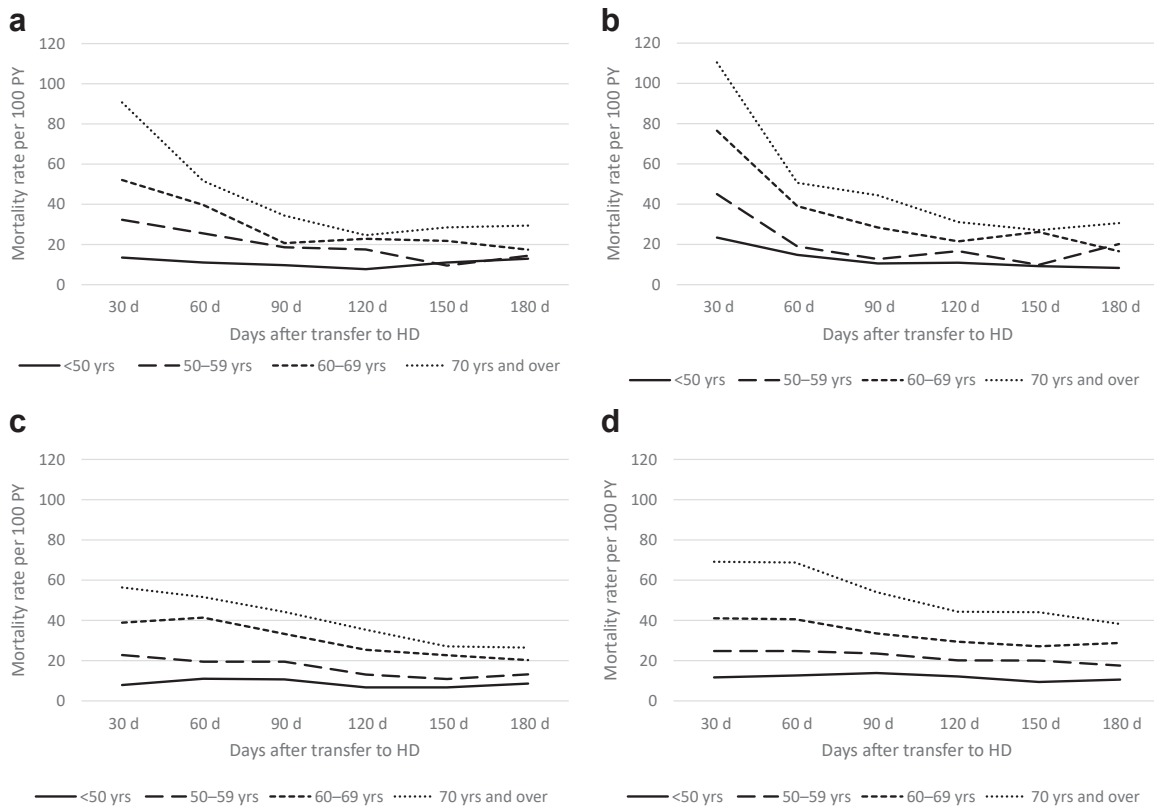 a
Mortality rate per 100 PY
120
100
80
60
40
20
0
30 d 60 d 90 d 120 d 150 d 180 d
Days after transfer to HD
<50 yrs 50–59 yrs 60–69 yrs 70 yrs and over
b
Mortality rate per 100 PY
120
100
80
60
40
20
0
30 d 60 d 90 d 120 d 150 d 180 d
Days after transfer to HD
<50 yrs 50–59 yrs 60–69 yrs 70 yrs and over
c
Mortality rate per 100 PY
120
100
80
60
40
20
0
30 d 60 d 90 d 120 d 150 d 180 d
Days after transfer to HD
<50 yrs 50–59 yrs 60–69 yrs 70 yrs and over
d
Mortality rater per 100 PY
120
100
80
60
40
20
0
30 d 60 d 90 d 120 d 150 d 180 d
Days after transfer to HD
<50 yrs 50–59 yrs 60–69 yrs 70 yrs and over